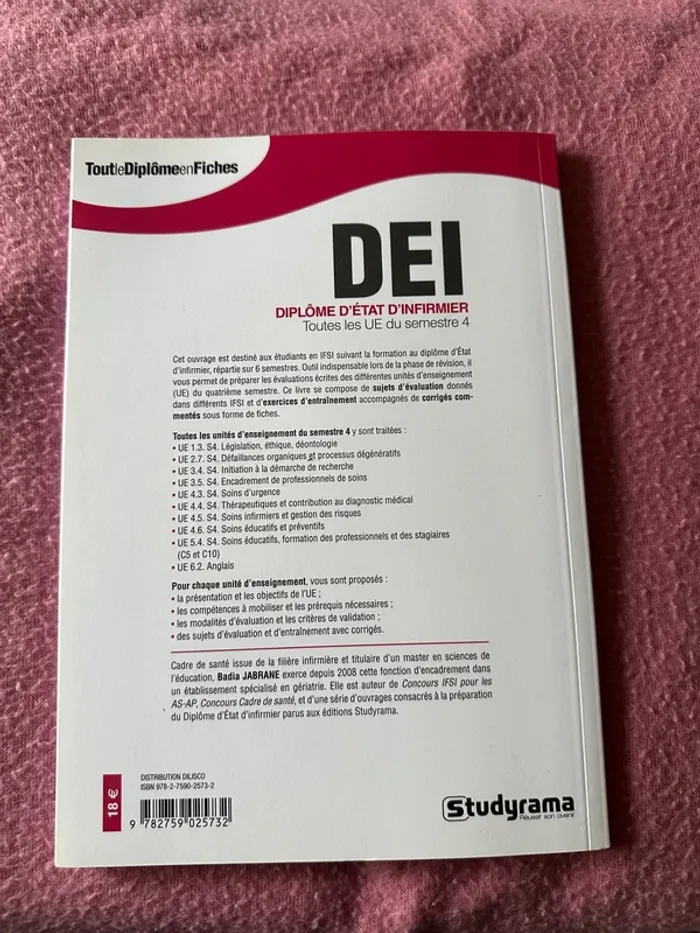 ToutleDiplômeenFiches
DEI
DIPLÔME D'ÉTAT D'INFIRMIER
Toutes les UE du semestre 4
Cet ouvrage est destiné aux étudiants en IFSI suivant la formation au diplôme d'État
d'infirmier, répartie sur 6 semestres. Outil indispensable lors de la phase de révision, il
vous permet de préparer les évaluations écrites des différentes unités d'enseignement
(UE) du quatrième semestre. Ce livre se compose de sujets d'évaluation donnés
dans différents IFSI et d'exercices d'entraînement accompagnés de corrigés com-
mentés sous forme de fiches.
Toutes les unités d'enseignement du semestre 4 y sont traitées :
• UE 1.3. S4. Législation, éthique, déontologie
• UE 2.7. S4. Défaillances organiques et processus dégénératifs
• UE 3.4. S4. Initiation à la démarche de recherche
• UE 3.5. S4. Encadrement de professionnels de soins
• UE 4.3. S4. Soins d'urgence
• UE 4.4. S4. Thérapeutiques et contribution au diagnostic médical
• UE 4.5. S4. Soins infirmiers et gestion des risques
• UE 4.6. S4. Soins éducatifs et préventifs
• UE 5.4. S4. Soins éducatifs, formation des professionnels et des stagiaires
(C5 et C10)
• UE 6.2. Anglais
Pour chaque unité d'enseignement, vous sont proposés :
• la présentation et les objectifs de l'UE ;
• les compétences à mobiliser et les prérequis nécessaires ;
• les modalités d'évaluation et les critères de validation ;
• des sujets d'évaluation et d'entraînement avec corrigés.
Cadre de santé issue de la filière infirmière et titulaire d'un master en sciences de
l'éducation, Badia JABRANE exerce depuis 2008 cette fonction d'encadrement dans
un établissement spécialisé en gériatrie. Elle est auteur de Concours IFSI pour les
AS-AP, Concours Cadre de santé, et d'une série d'ouvrages consacrés à la préparation
du Diplôme d'État d'infirmier parus aux éditions Studyrama.
18 €
DISTRIBUTION DILISCO
ISBN 978-2-7590-2573-2
9 782759 025732
Studyrama
Réussir son avenir